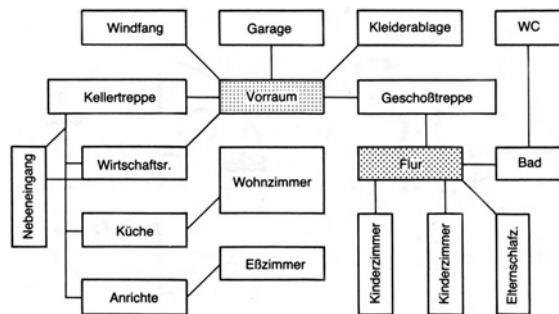 Windfang
Garage
Kleiderablage
WC
Kellertreppe
Vorraum
Geschoßtreppe
Nebeneingang
Wirtschaftsr.
Wohnzimmer
Flur
Bad
Küche
Kinderzimmer
Kinderzimmer
Elternschlafz.
Eßzimmer
Anrichte